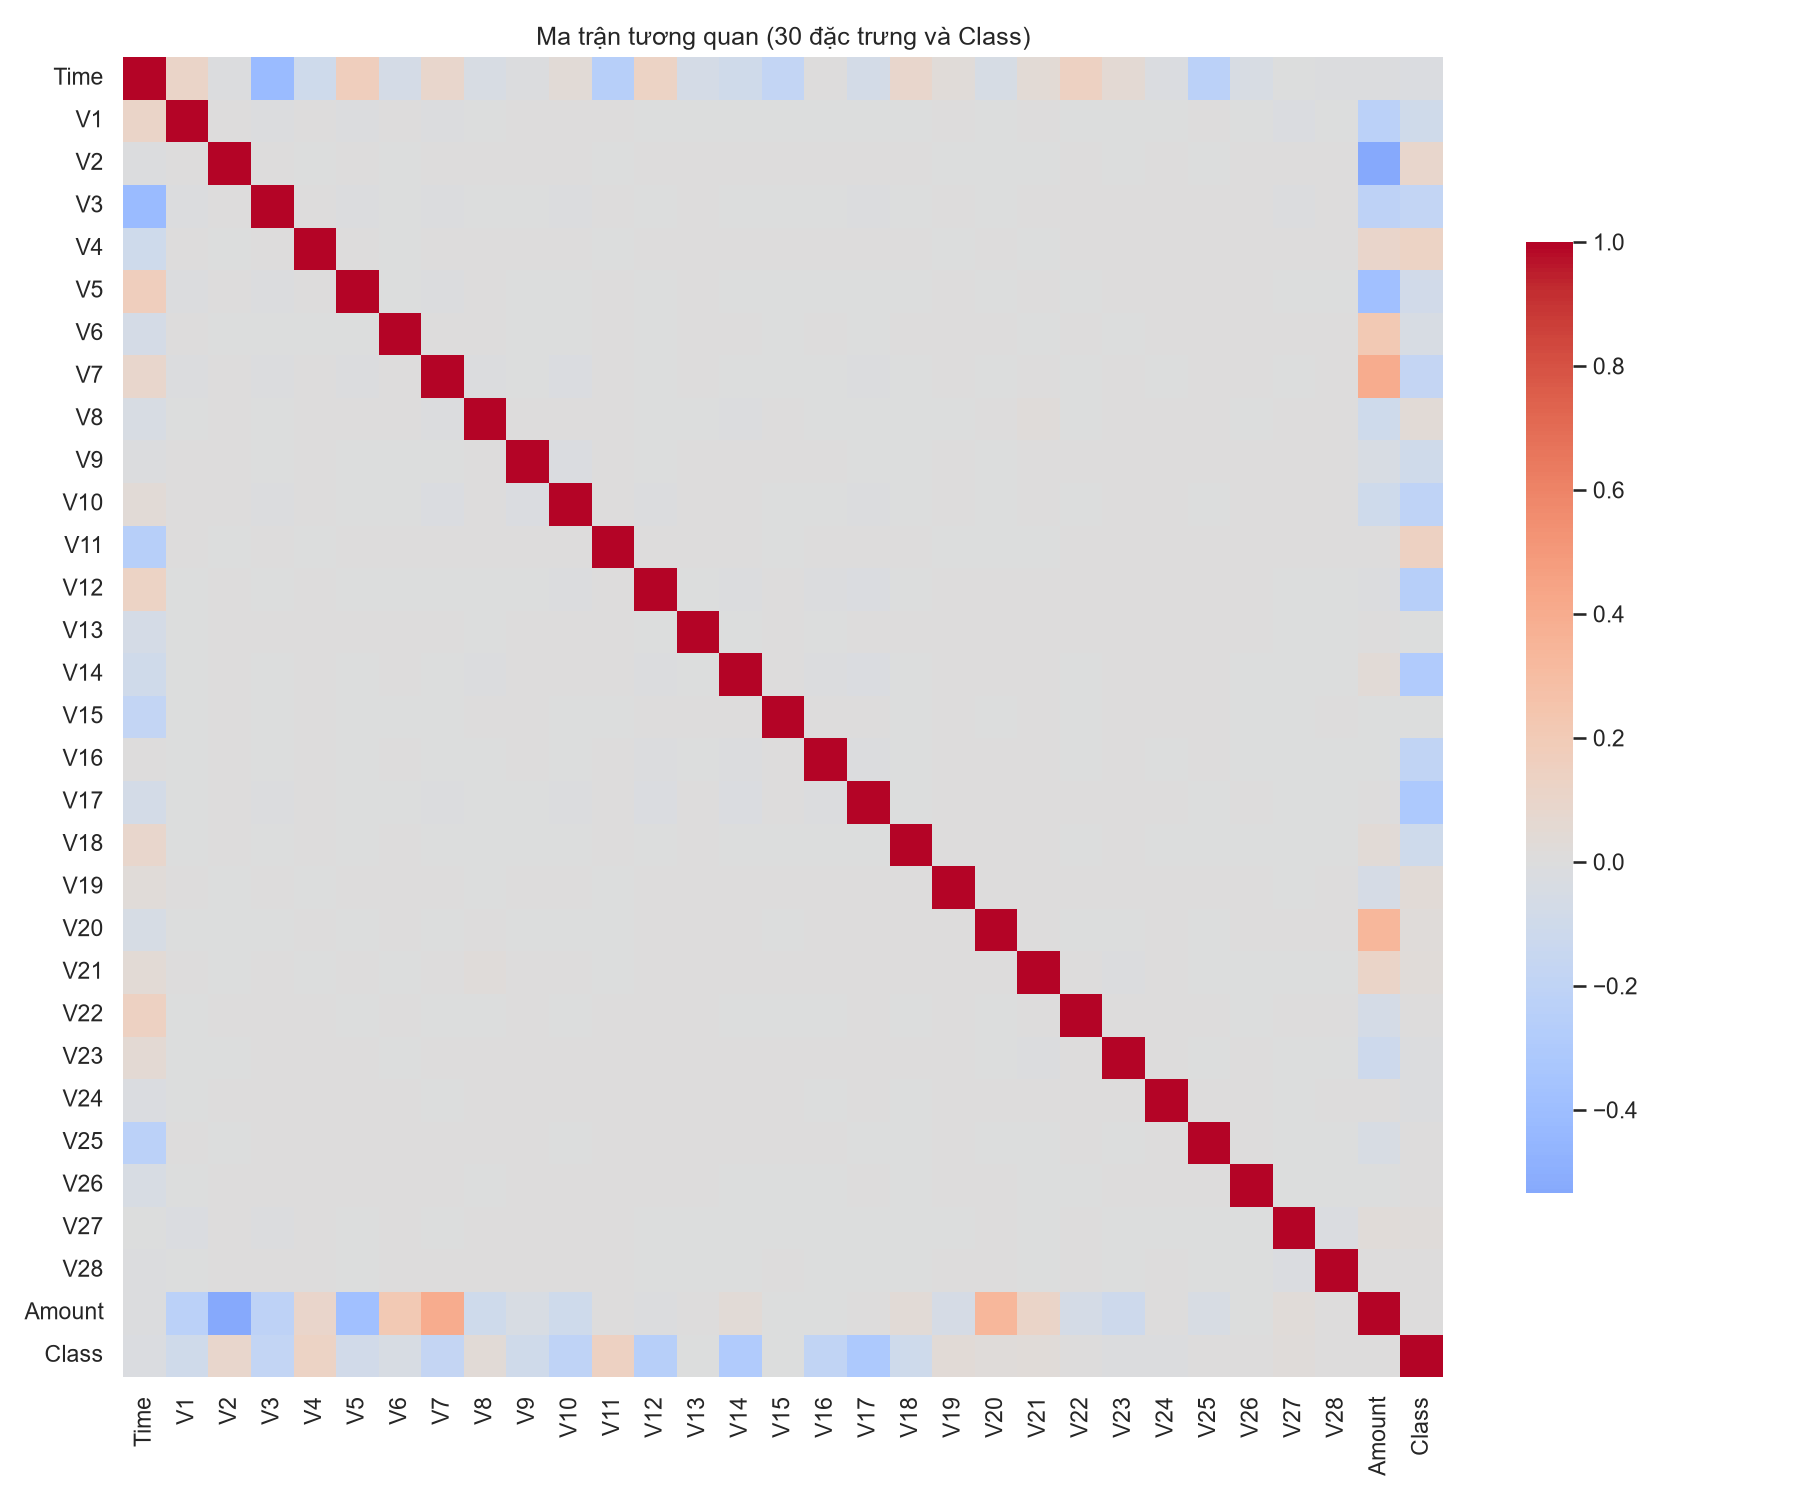 Ma trận tương quan (30 đặc trưng và Class)
Time
V1
V2
V3
V4
V5
V6
V7
V8
V9
V10
V11
V12
V13
V14
V15
V16
V17
V18
V19
V20
V21
V22
V23
V24
V25
V26
V27
V28
Amount
Class
1.0
0.8
0.6
0.4
0.2
0.0
−0.2
−0.4
Time V1 V2 V3 V4 V5 V6 V7 V8 V9 V10 V11 V12 V13 V14 V15 V16 V17 V18 V19 V20 V21 V22 V23 V24 V25 V26 V27 V28 Amount Class